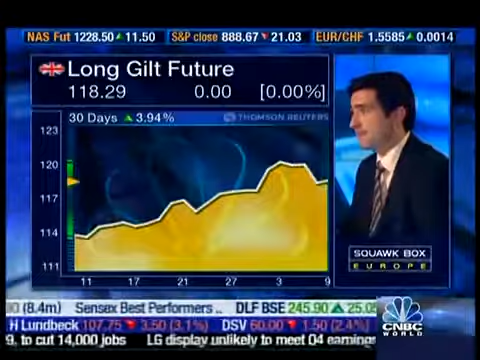 NAS Fut 1228.50 ▲ 11.50 S&P close 888.67 ▼ 21.03 EUR/CHF 1.5585 ▲ 0.0014
Long Gilt Future
118.29 0.00 [0.00%]
30 Days ▲ 3.94% THOMSON REUTERS
123
120
117
114
111
11 17 21 27 3 9
SQUAWK BOX
EUROPE
00 (8.4m) Sensex Best Performers .. DLF BSE 245.90 ▲ 25.05
H Lundbeck 107.75 ▼ 3.50 (3.1%) DSV 60.00 ▼ 1.50 (2.4%)
9, to cut 14,000 jobs LG display unlikely to meet Q4 earnings
CNBC
WORLD